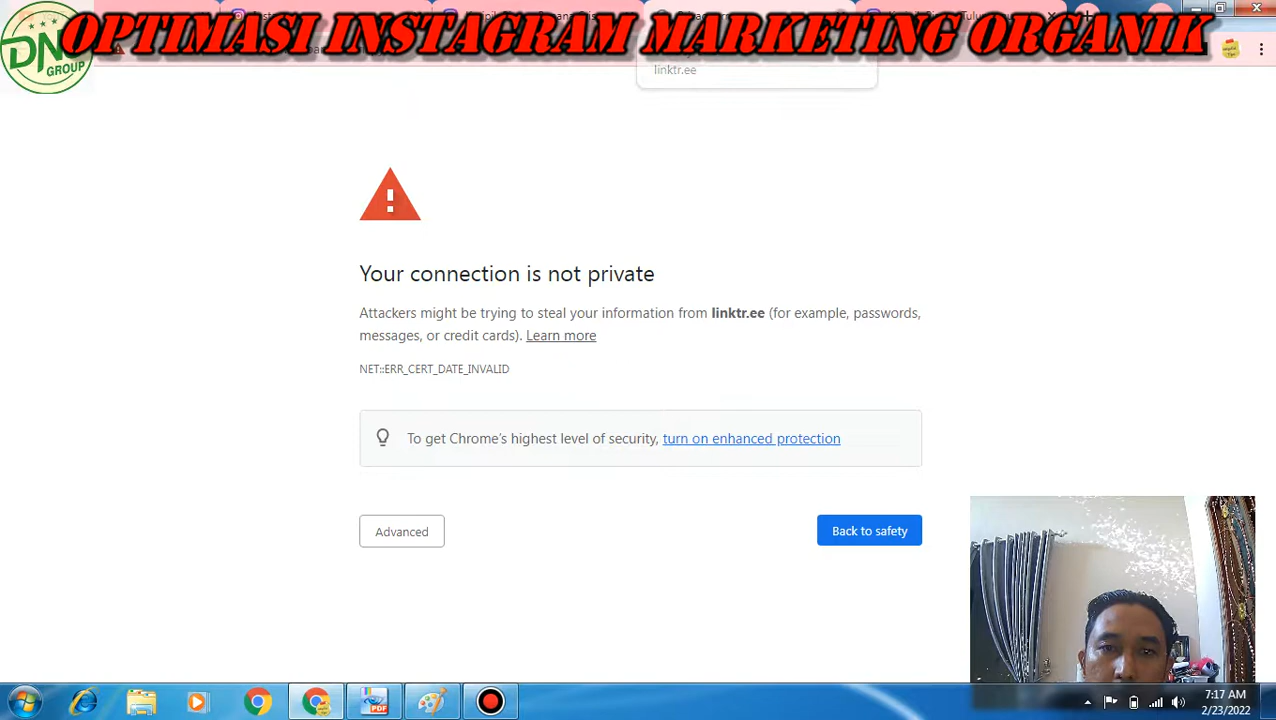 OPTIMASI INSTAGRAM MARKETING ORGANIK
DNA
GROUP
linktr.ee
Your connection is not private
Attackers might be trying to steal your information from linktr.ee (for example, passwords,
messages, or credit cards). Learn more
NET::ERR_CERT_DATE_INVALID
To get Chrome's highest level of security, turn on enhanced protection
Advanced
Back to safety
PDF
7:17 AM
2/23/2022